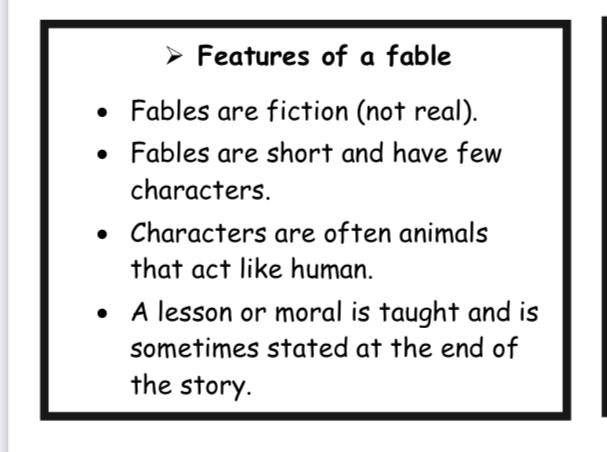 ➢ Features of a fable
• Fables are fiction (not real).
• Fables are short and have few
characters.
• Characters are often animals
that act like human.
• A lesson or moral is taught and is
sometimes stated at the end of
the story.